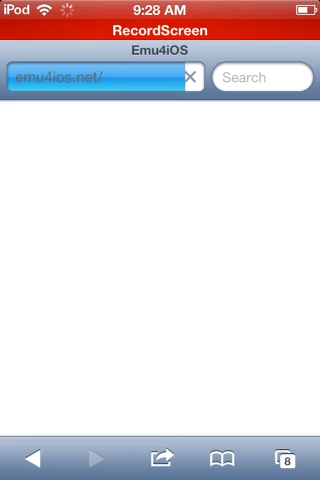 iPod 9:28 AM
RecordScreen
Emu4iOS
emu4ios.net/ Search
8